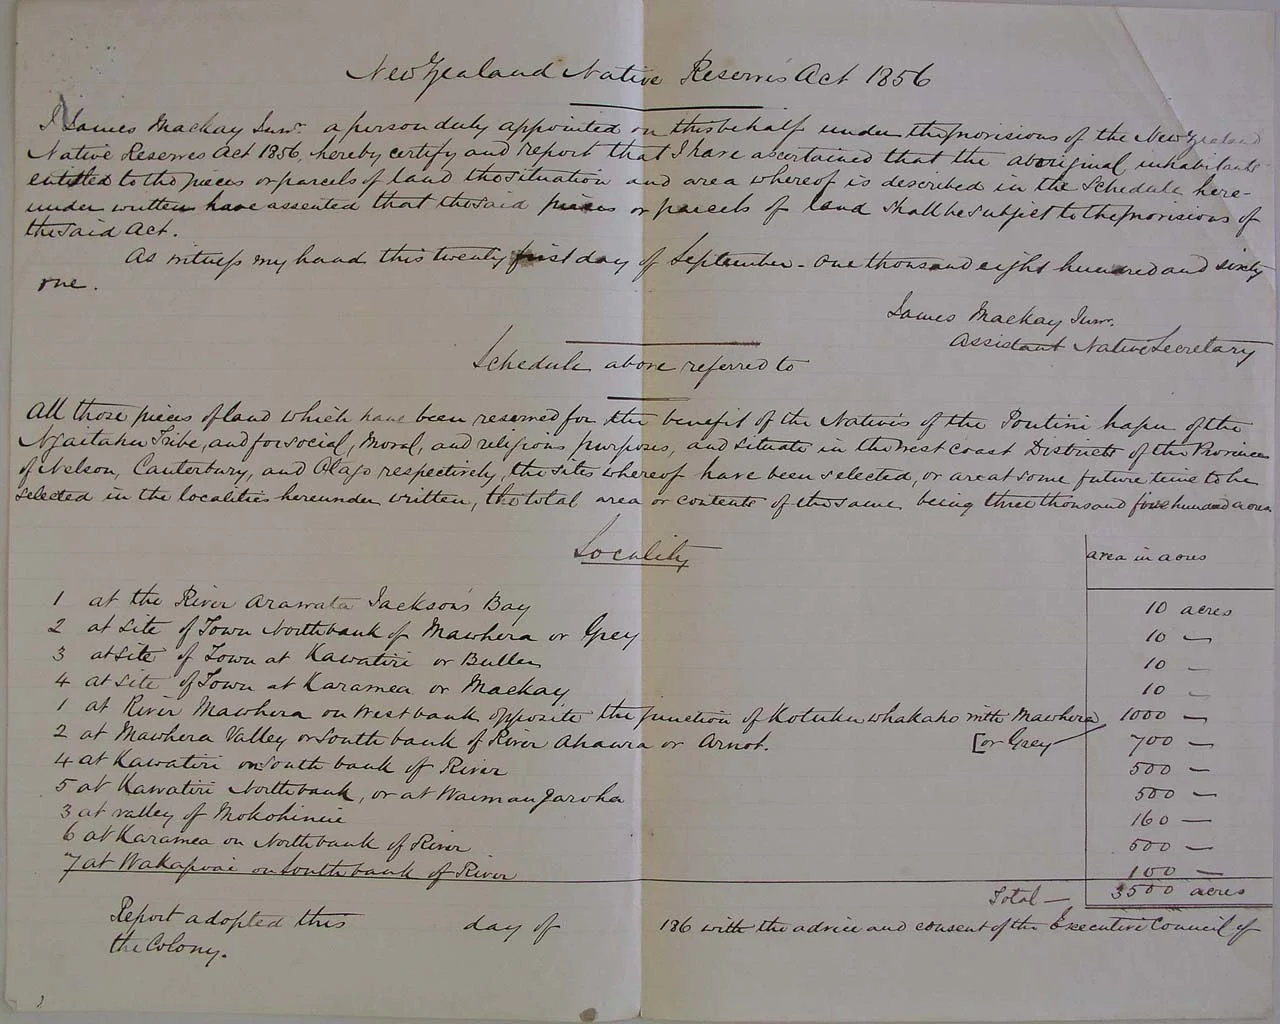 New Zealand Native Reserves Act 1856
I James Mackay Junr. a person duly appointed on this behalf under the provisions of the New Zealand
Native Reserves Act 1856, hereby certify and report that I have ascertained that the aboriginal inhabitants
entitled to the pieces or parcels of land the situation and area whereof is described in the Schedule here-
under written have assented that the said pieces or parcels of land shall be subject to the provisions of
the said Act.
As witness my hand this twenty first day of September - one thousand eight hundred and sixty
one.
James Mackay Junr.
Assistant Native Secretary
Schedule above referred to
All those pieces of land which have been reserved for the benefit of the Natives of the Poutini hapu of the
Ngaitahu Tribe, and for social, moral, and religious purposes, and situate in the West Coast Districts of the Provinces
of Nelson, Canterbury, and Otago respectively, the sites whereof have been selected, or are at some future time to be
selected in the localities hereunder written, the total area or contents of the same being three thousand five hundred acres
Locality
area in acres
1 at the River Arawata Jackson's Bay 10 acres
2 at site of Town North bank of Mawhera or Grey 10 —
3 at site of Town at Kawatiri or Buller 10 —
4 at site of Town at Karamea or Mackay 10 —
1 at River Mawhera on West bank opposite the junction of Kotuku whakaho with Mawhera 1000 —
[or Grey
2 at Mawhera Valley or South bank of River Ahaura or Arnot. 700 —
4 at Kawatiri on South bank of River 500 —
5 at Kawatiri North bank, or at Waimangaroha 500 —
3 at valley of Mokohinui 160 —
6 at Karamea on North bank of River 500 —
7 at Wakapoai on South bank of River 100 —
Total — 3500 acres
Report adopted this day of 186 with the advice and consent of the Executive Council of
the Colony.